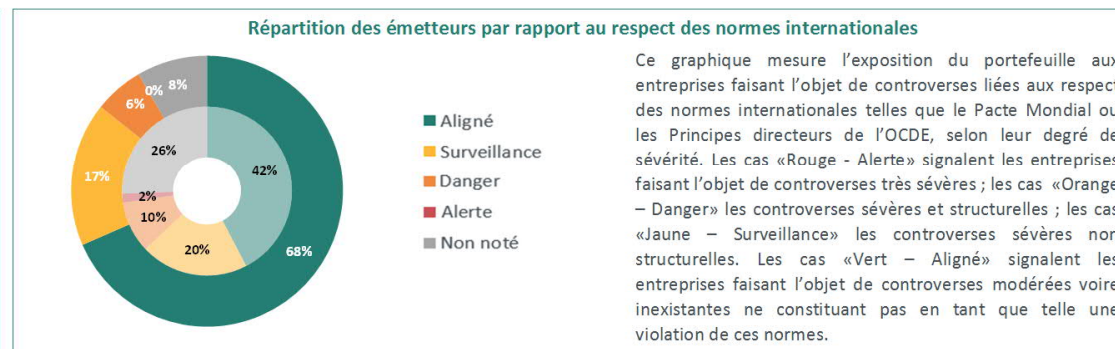 Répartition des émetteurs par rapport au respect des normes internationales
8%
0%
6%
26%
42%
17%
2%
10%
20%
68%
Aligné
Surveillance
Danger
Alerte
Non noté
Ce graphique mesure l’exposition du portefeuille aux
entreprises faisant l’objet de controverses liées aux respect
des normes internationales telles que le Pacte Mondial ou
les Principes directeurs de l’OCDE, selon leur degré de
sévérité. Les cas «Rouge - Alerte» signalent les entreprises
faisant l’objet de controverses très sévères ; les cas «Orange
– Danger» les controverses sévères et structurelles ; les cas
«Jaune – Surveillance» les controverses sévères non
structurelles. Les cas «Vert – Aligné» signalent les
entreprises faisant l’objet de controverses modérées voire
inexistantes ne constituant pas en tant que telle une
violation de ces normes.